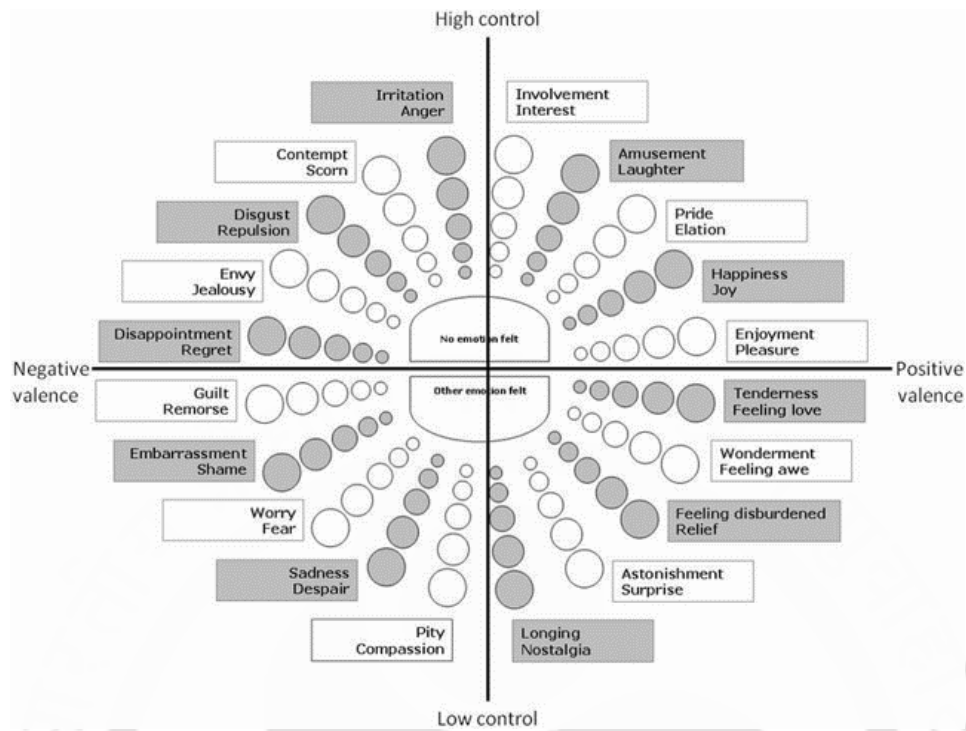 High control
Irritation
Anger
Involvement
Interest
Contempt
Scorn
Amusement
Laughter
Disgust
Repulsion
Pride
Elation
Envy
Jealousy
Happiness
Joy
Disappointment
Regret
No emotion felt
Enjoyment
Pleasure
Negative
valence
Positive
valence
Guilt
Remorse
Other emotion felt
Tenderness
Feeling love
Embarrassment
Shame
Wonderment
Feeling awe
Worry
Fear
Feeling disburdened
Relief
Sadness
Despair
Astonishment
Surprise
Pity
Compassion
Longing
Nostalgia
Low control